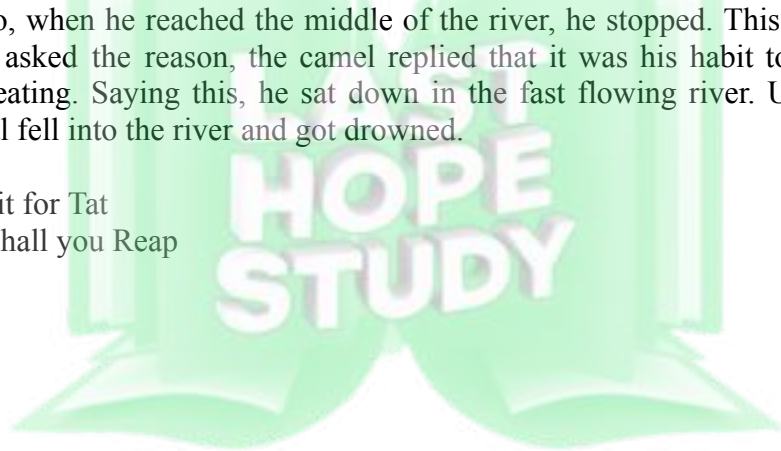 o, when he reached the middle of the river, he stopped. This
asked the reason, the camel replied that it was his habit to
eating. Saying this, he sat down in the fast flowing river. U
l fell into the river and got drowned.
it for Tat
hall you Reap
LAST
HOPE
STUDY